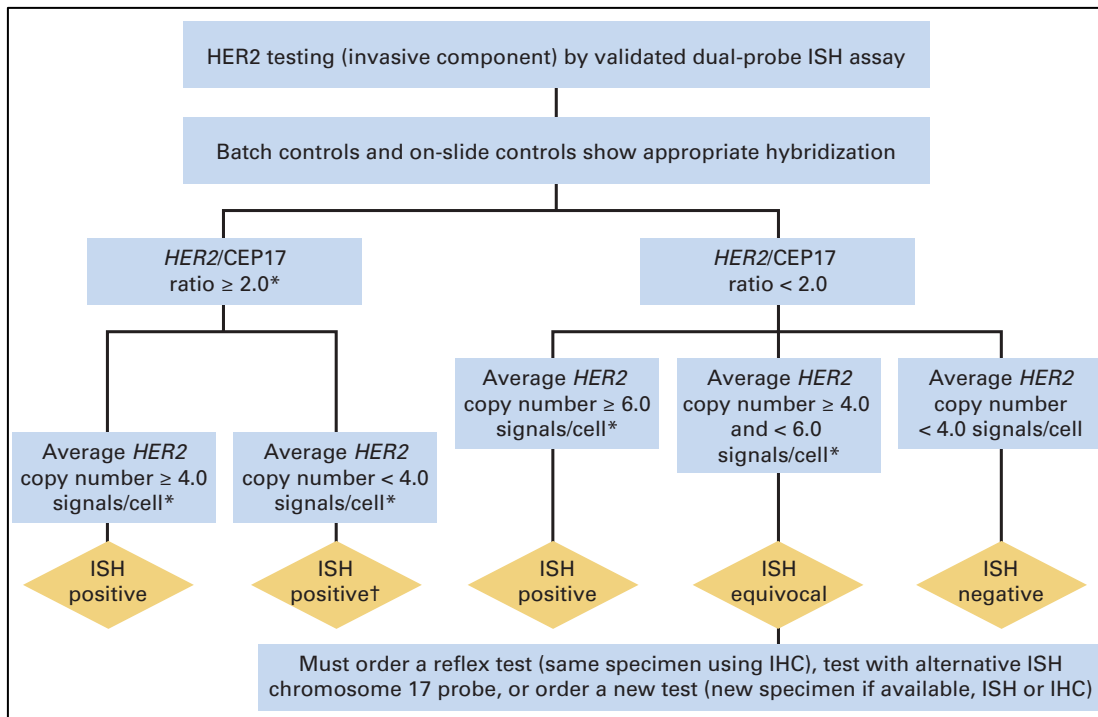 HER2 testing (invasive component) by validated dual-probe ISH assay
Batch controls and on-slide controls show appropriate hybridization
HER2/CEP17
ratio ≥ 2.0*
HER2/CEP17
ratio < 2.0
Average HER2
copy number ≥ 4.0
signals/cell*
Average HER2
copy number < 4.0
signals/cell*
Average HER2
copy number ≥ 6.0
signals/cell*
Average HER2
copy number ≥ 4.0
and < 6.0
signals/cell*
Average HER2
copy number
< 4.0 signals/cell
ISH
positive
ISH
positive†
ISH
positive
ISH
equivocal
ISH
negative
Must order a reflex test (same specimen using IHC), test with alternative ISH
chromosome 17 probe, or order a new test (new specimen if available, ISH or IHC)